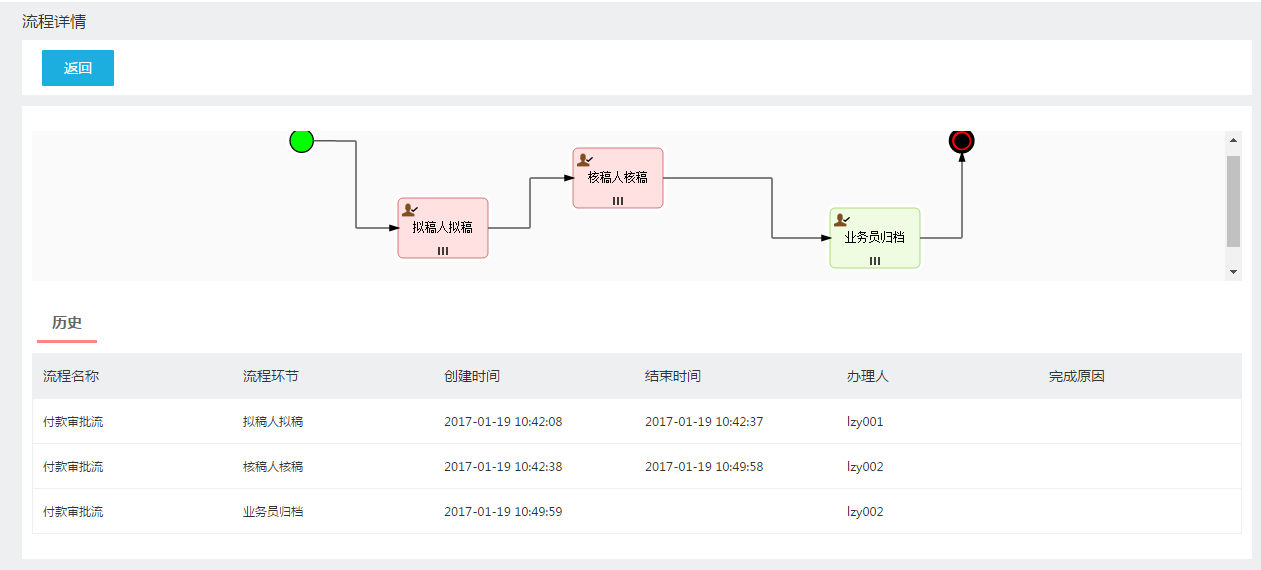 流程详情
返回
核稿人核稿
拟稿人拟稿
业务员归档
历史
流程名称 流程环节 创建时间 结束时间 办理人 完成原因
付款审批流 拟稿人拟稿 2017-01-19 10:42:08 2017-01-19 10:42:37 lzy001
付款审批流 核稿人核稿 2017-01-19 10:42:38 2017-01-19 10:49:58 lzy002
付款审批流 业务员归档 2017-01-19 10:49:59 lzy002